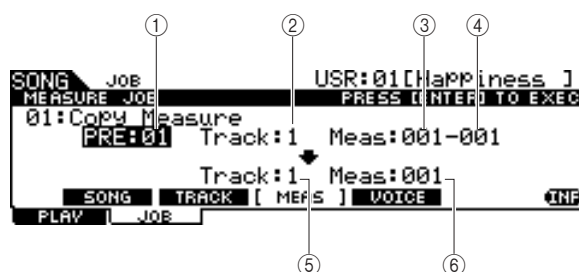 ① ② ③ ④
SONG JOB USR:01[Happiness ]
MEASURE JOB PRESS [ENTER] TO EXEC
01:Copy Measure
PRE:01 Track:1 Meas:001-001
Track:1 Meas:001
SONG TRACK [ MEAS ] VOICE INF
PLAY JOB
⑤ ⑥